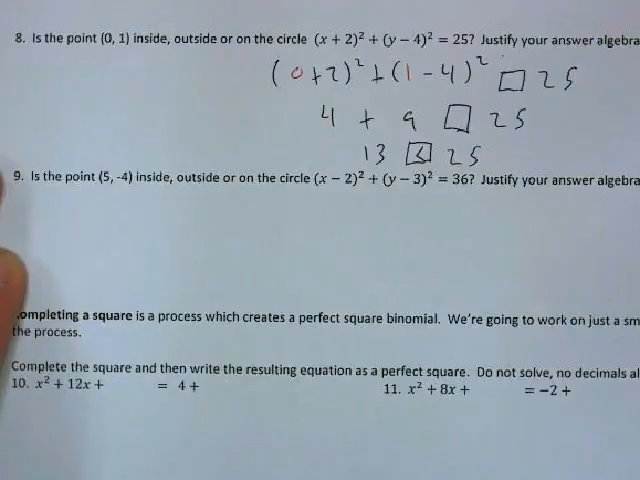 8. Is the point (0, 1) inside, outside or on the circle (x + 2)² + (y − 4)² = 25? Justify your answer algebra
(0+2)² + (1-4)² □ 25
4 + 9 □ 25
13 < 25
9. Is the point (5, -4) inside, outside or on the circle (x − 2)² + (y − 3)² = 36? Justify your answer algebra
ompleting a square is a process which creates a perfect square binomial. We're going to work on just a sm
the process.
Complete the square and then write the resulting equation as a perfect square. Do not solve, no decimals al
10. x² + 12x + = 4 + 11. x² + 8x + = −2 +